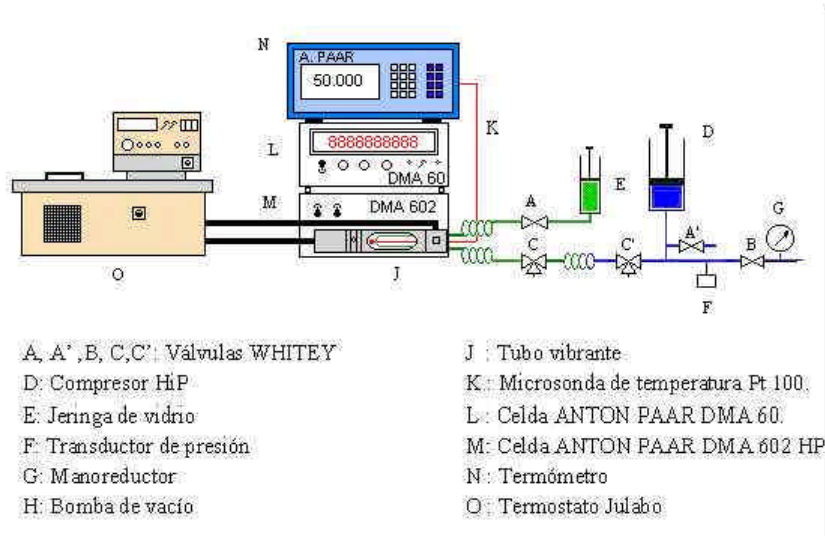 N
A. PAAR
50.000
K
L
8888888888
DMA 60
M
DMA 602
A
E
D
G
C
C'
A'
B
O
J
F
A, A' ,B, C,C': Válvulas WHITEY
D: Compresor HiP
E: Jeringa de vidrio
F: Transductor de presión
G: Manoreductor
H: Bomba de vacío
J : Tubo vibrante
K : Microsonda de temperatura Pt 100.
L : Celda ANTON PAAR DMA 60.
M: Celda ANTON PAAR DMA 602 HP
N : Termómetro
O : Termostato Julabo